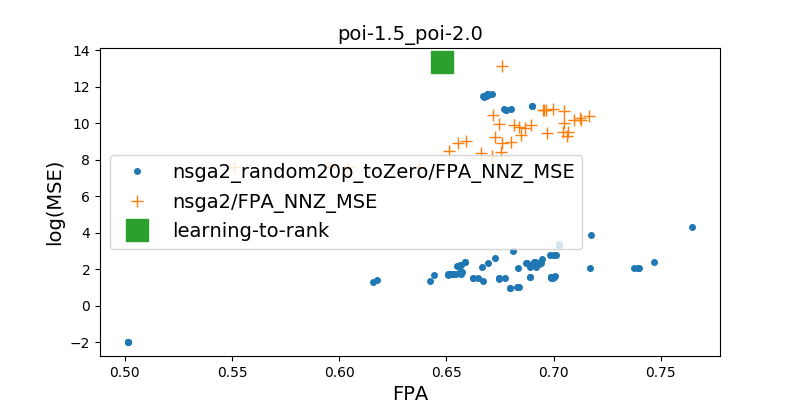 poi-1.5_poi-2.0
log(MSE)
14
12
10
8
6
4
2
0
−2
nsga2_random20p_toZero/FPA_NNZ_MSE
nsga2/FPA_NNZ_MSE
learning-to-rank
0.50 0.55 0.60 0.65 0.70 0.75
FPA